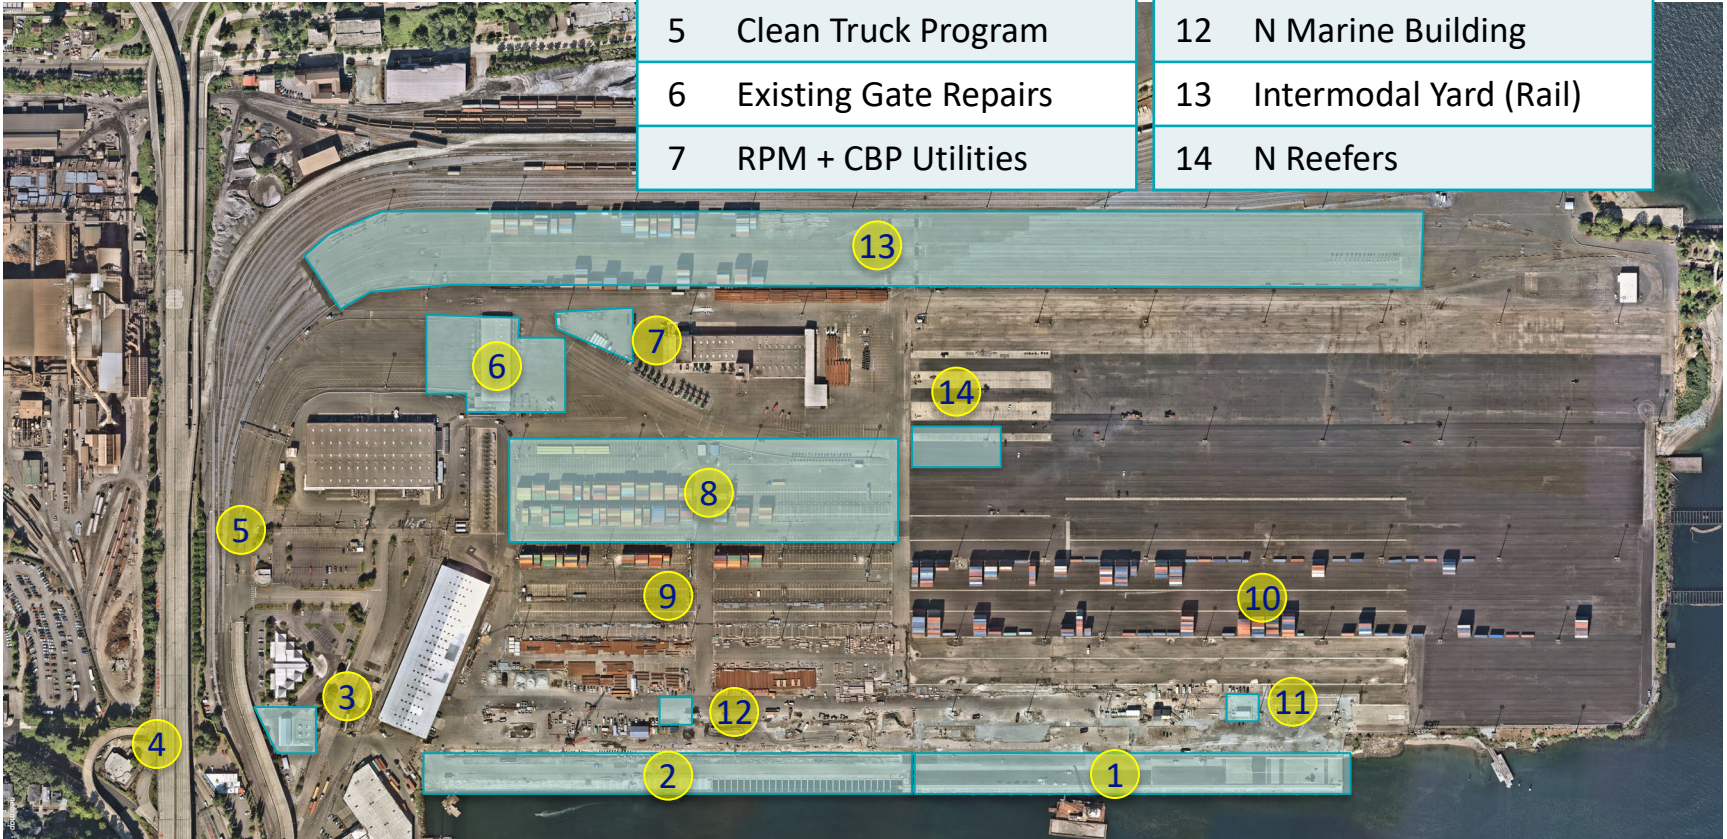 5 Clean Truck Program
6 Existing Gate Repairs
7 RPM + CBP Utilities
12 N Marine Building
13 Intermodal Yard (Rail)
14 N Reefers
13
7
6
14
8
5
9
10
3
11
12
4
2
1